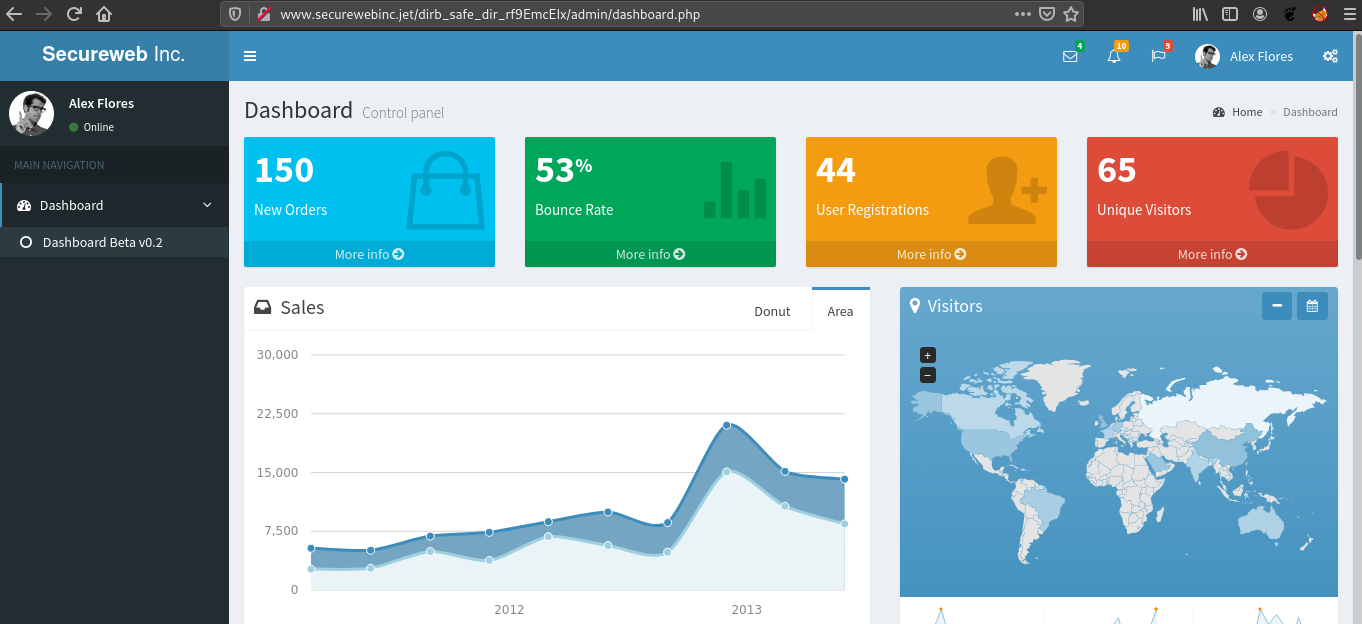 www.securewebinc.jet/dirb_safe_dir_rf9EmcEIx/admin/dashboard.php
Secureweb Inc.
4
10
9
Alex Flores
Alex Flores
Online
MAIN NAVIGATION
Dashboard
Dashboard Beta v0.2
Dashboard Control panel
Home > Dashboard
150
New Orders
More info
53%
Bounce Rate
More info
44
User Registrations
More info
65
Unique Visitors
More info
Sales
Donut
Area
30,000
22,500
15,000
7,500
0
2012
2013
Visitors
+
−